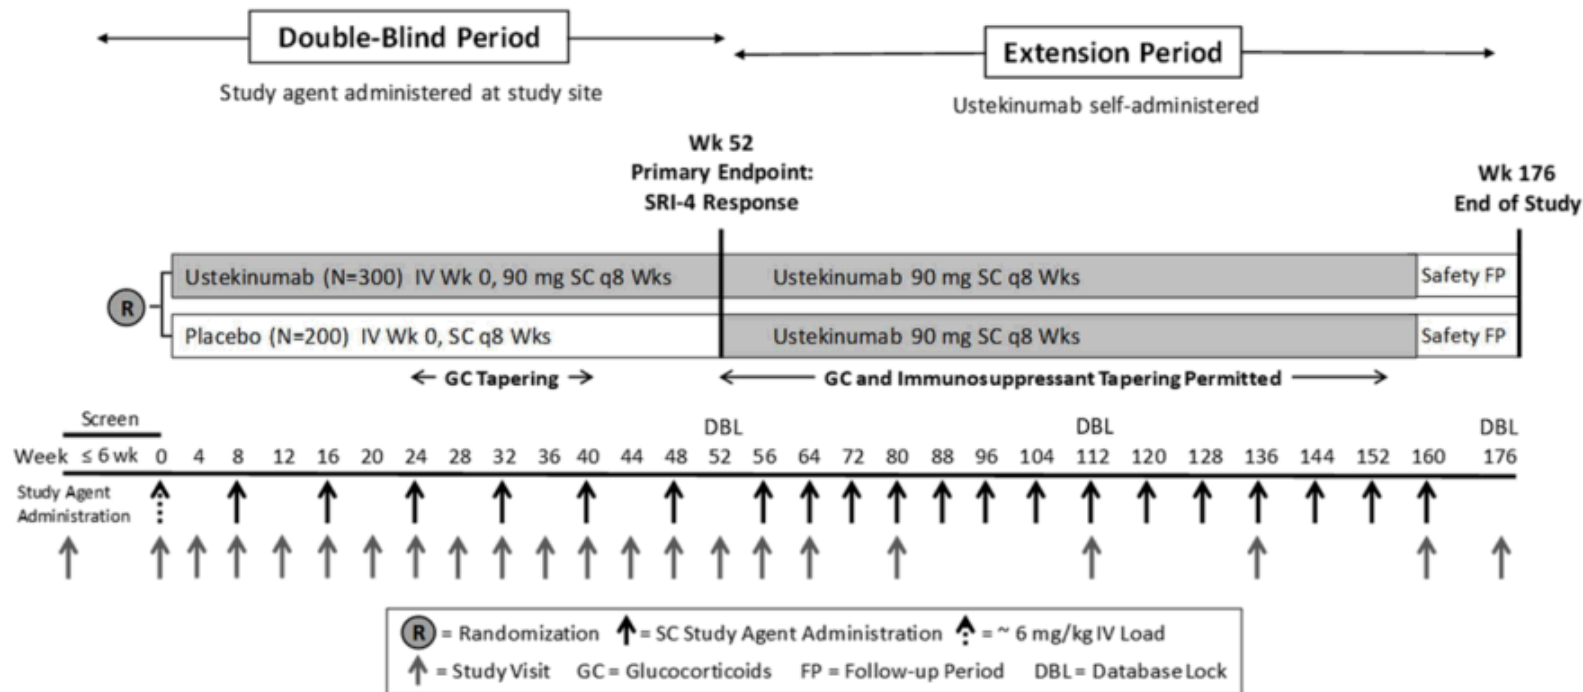 Double-Blind Period
Extension Period
Study agent administered at study site
Ustekinumab self-administered
Wk 52
Primary Endpoint:
SRI-4 Response
Wk 176
End of Study
R
Ustekinumab (N=300) IV Wk 0, 90 mg SC q8 Wks
Ustekinumab 90 mg SC q8 Wks
Safety FP
Placebo (N=200) IV Wk 0, SC q8 Wks
Ustekinumab 90 mg SC q8 Wks
Safety FP
GC Tapering
GC and Immunosuppressant Tapering Permitted
Screen
DBL DBL DBL
Week ≤ 6 wk 0 4 8 12 16 20 24 28 32 36 40 44 48 52 56 64 72 80 88 96 104 112 120 128 136 144 152 160 176
Study Agent
Administration
R = Randomization = SC Study Agent Administration = ~ 6 mg/kg IV Load
= Study Visit GC = Glucocorticoids FP = Follow-up Period DBL = Database Lock